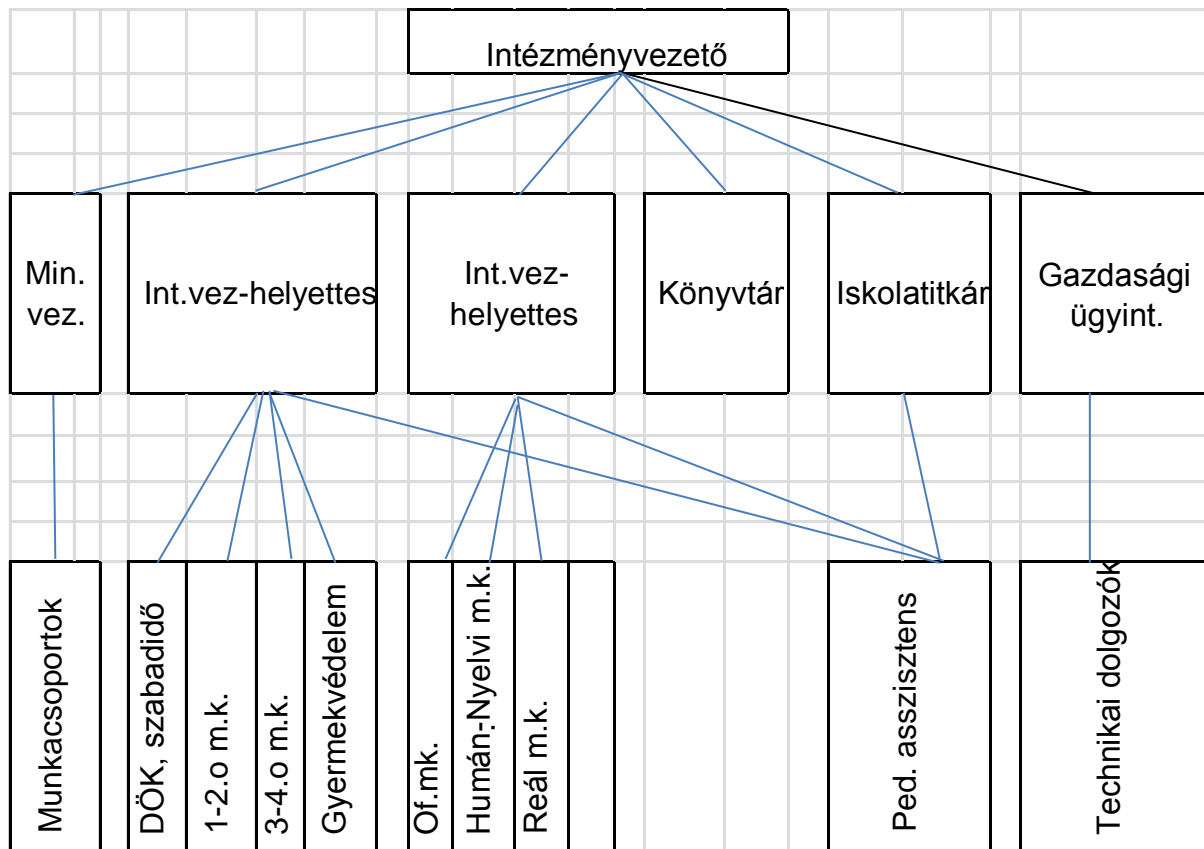 Intézményvezető
Min.
vez.
Int.vez-helyettes
Int.vez-
helyettes
Könyvtár
Iskolatitkár
Gazdasági
ügyint.
Munkacsoportok
DÖK, szabadidő
1-2.o m.k.
3-4.o m.k.
Gyermekvédelem
Of.mk.
Humán,-Nyelvi m.k.
Reál m.k.
Ped. asszisztens
Technikai dolgozók